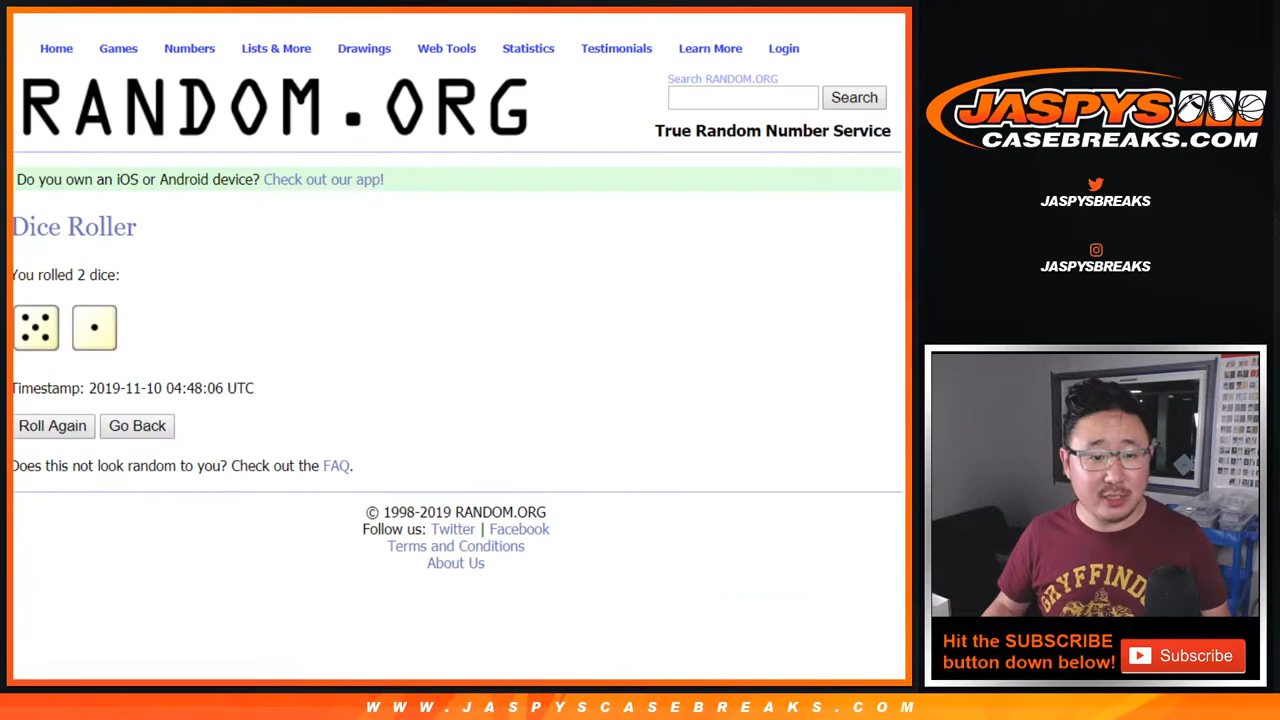 Home Games Numbers Lists & More Drawings Web Tools Statistics Testimonials Learn More Login
RANDOM.ORG
Search RANDOM.ORG
Search
True Random Number Service
Do you own an iOS or Android device? Check out our app!
Dice Roller
You rolled 2 dice:
Timestamp: 2019-11-10 04:48:06 UTC
Roll Again Go Back
Does this not look random to you? Check out the FAQ.
© 1998-2019 RANDOM.ORG
Follow us: Twitter | Facebook
Terms and Conditions
About Us
JASPYS
CASEBREAKS.COM
JASPYSBREAKS
JASPYSBREAKS
GRYFFINDO
Hit the SUBSCRIBE
button down below!
Subscribe
WWW.JASPYSCASEBREAKS.COM